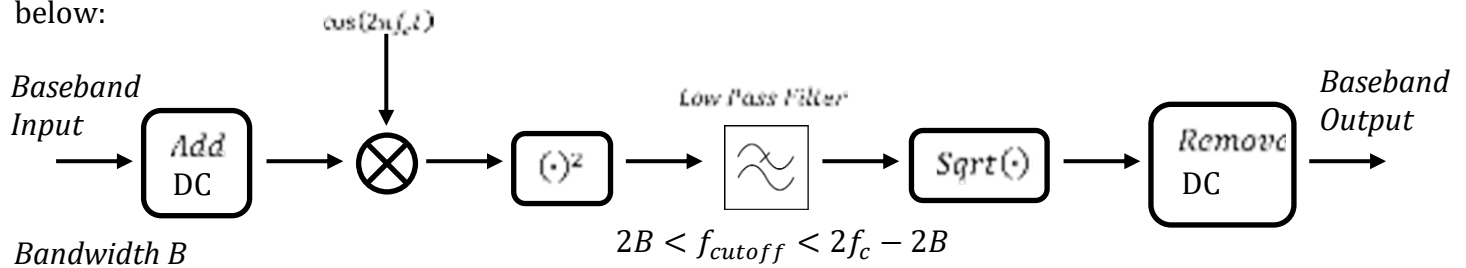 below:
cos(2πf_c t)
Baseband
Input
Add
DC
(·)²
Low Pass Filter
Sqrt(·)
Remove
DC
Baseband
Output
2B < f_cutoff < 2f_c − 2B
Bandwidth B